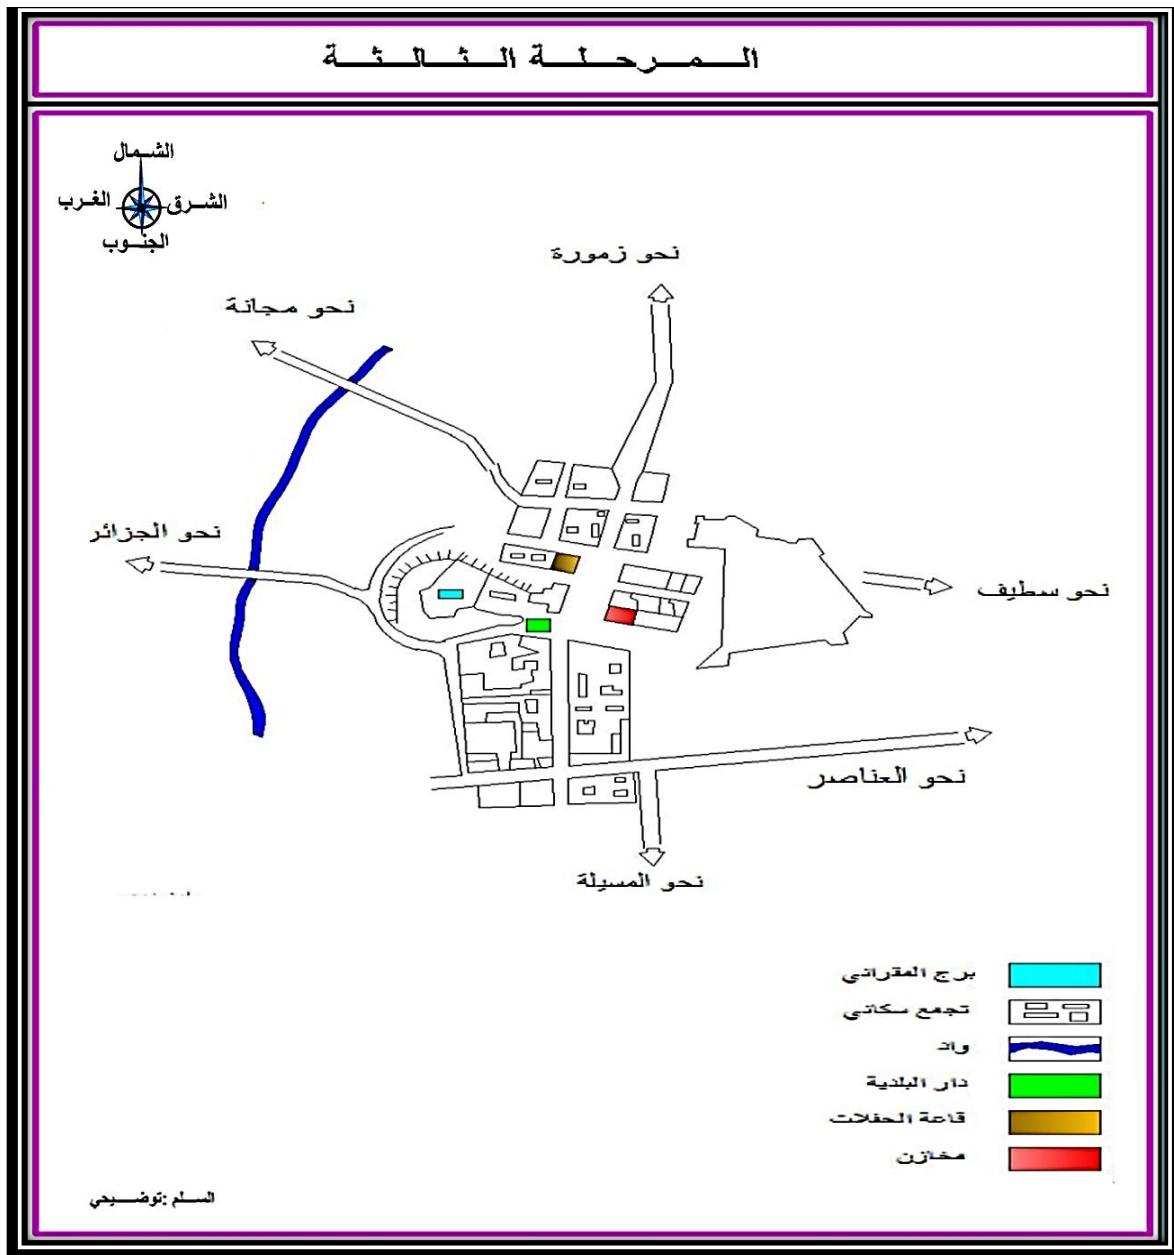 المرحلة الثالثة
الشمال
الغرب
الشرق
الجنوب
نحو زمورة
نحو مجانة
نحو الجزائر
نحو سطيف
نحو العناصر
نحو المسيلة
برج المقراني
تجمع سكاني
واد
دار البلدية
قاعة الحفلات
مخازن
السلم :توضيحي